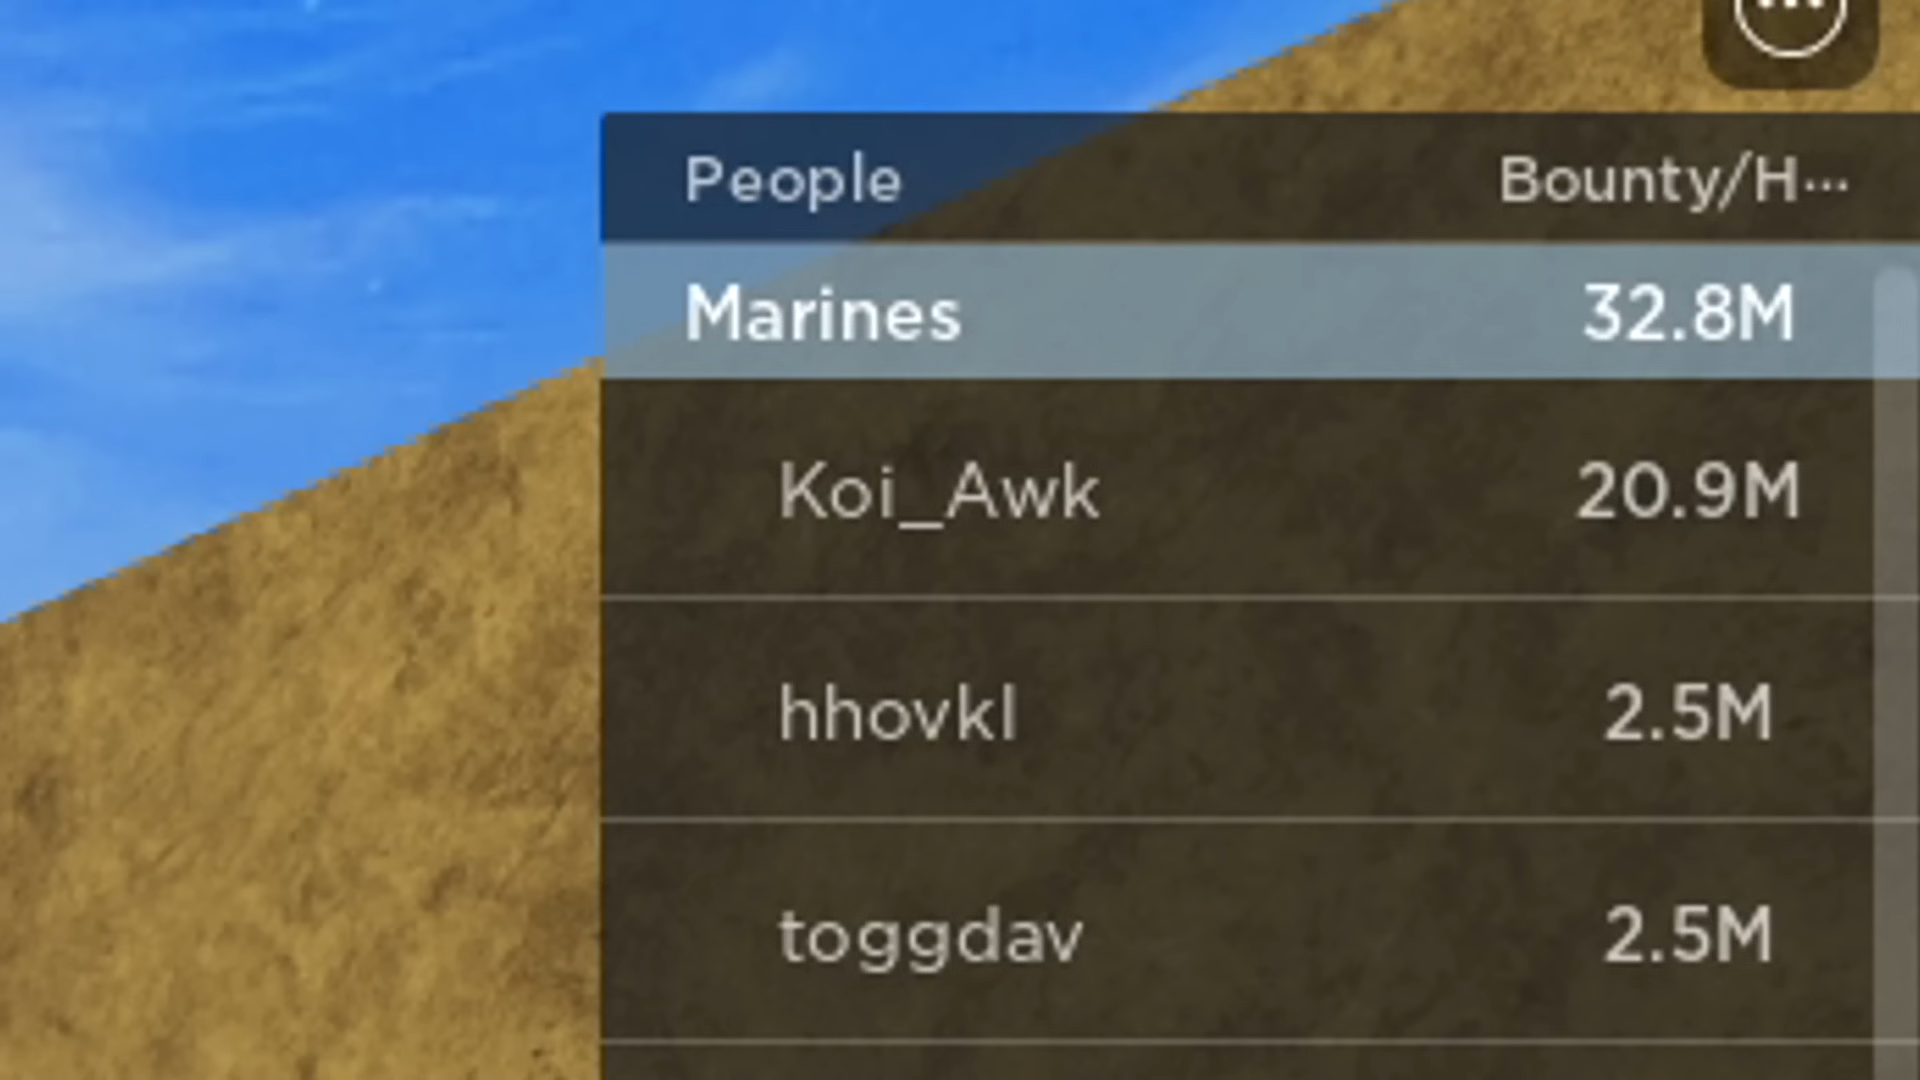 People Bounty/H...
Marines 32.8M
Koi_Awk 20.9M
hhovkl 2.5M
toggdav 2.5M